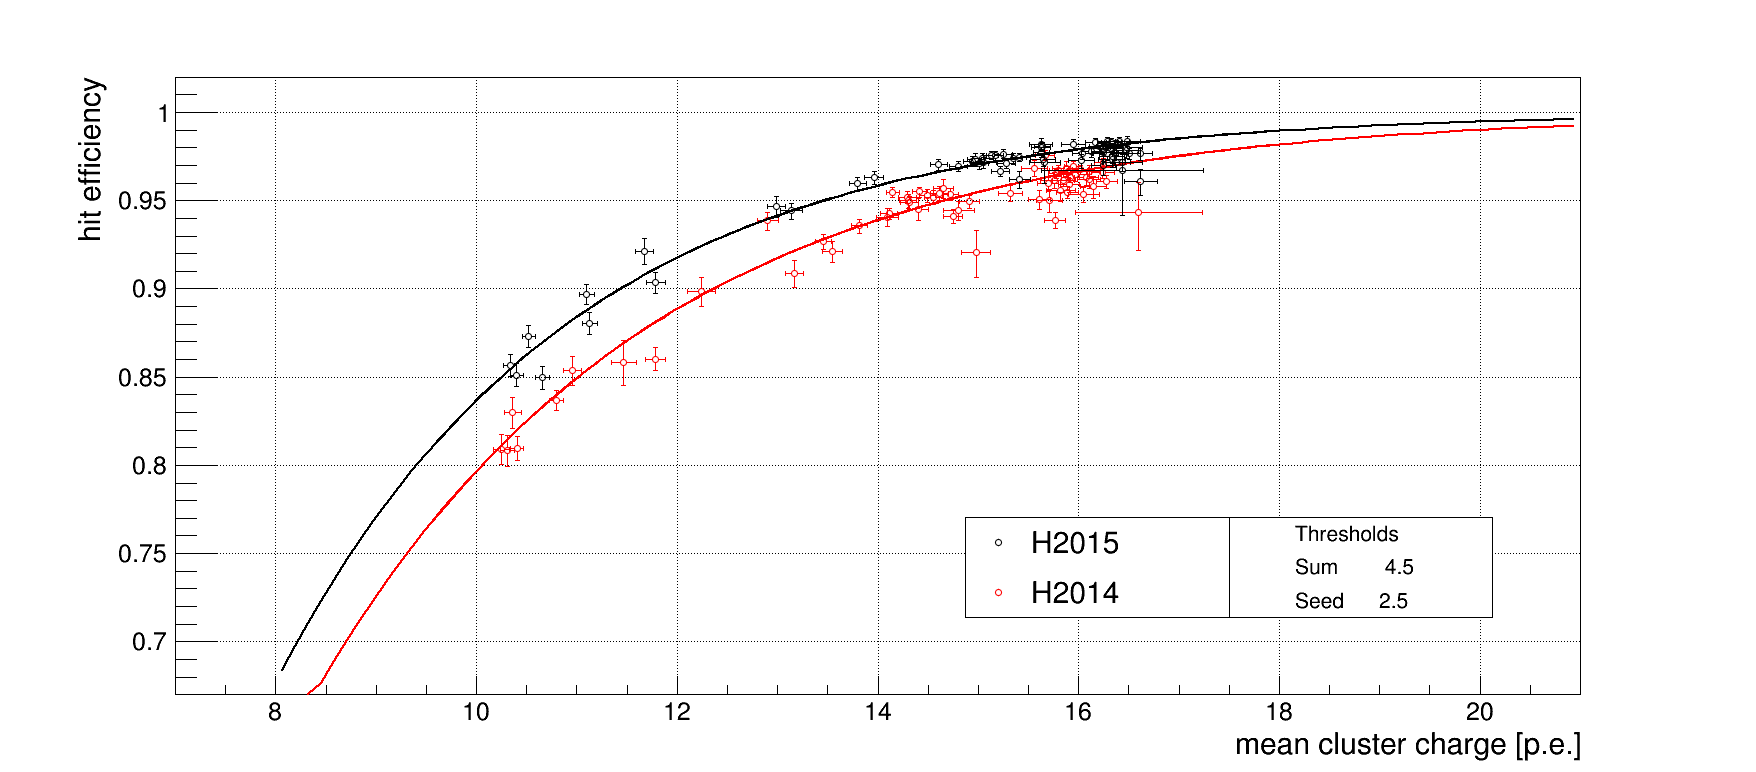 hit efficiency
1
0.95
0.9
0.85
0.8
0.75
0.7
H2015
H2014
Thresholds
Sum 4.5
Seed 2.5
8 10 12 14 16 18 20
mean cluster charge [p.e.]